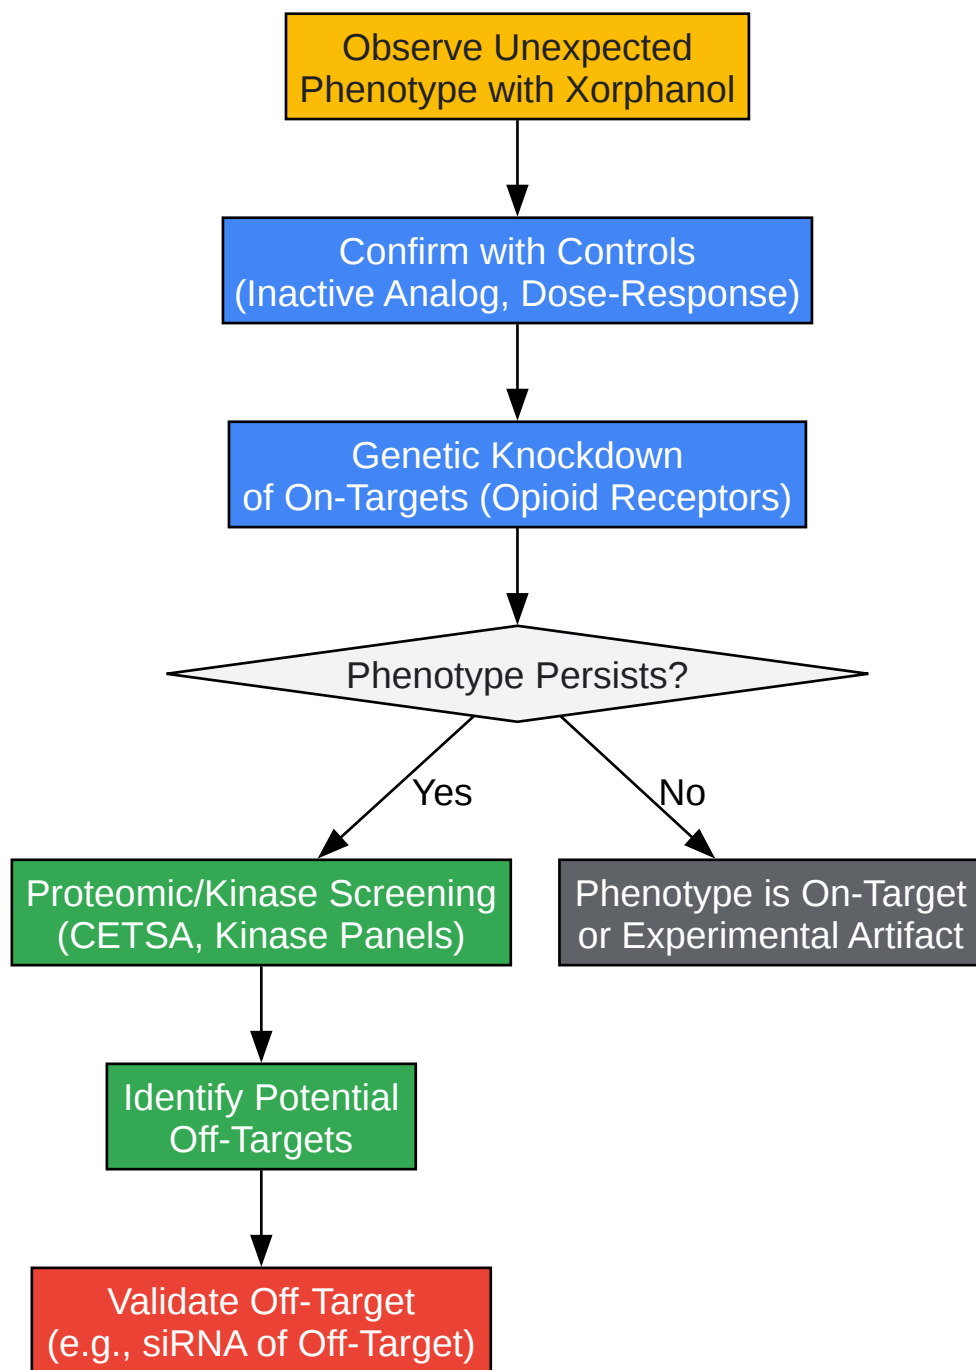 Observe Unexpected
Phenotype with Xorphanol
Confirm with Controls
(Inactive Analog, Dose-Response)
Genetic Knockdown
of On-Targets (Opioid Receptors)
Phenotype Persists?
Yes
No
Proteomic/Kinase Screening
(CETSA, Kinase Panels)
Phenotype is On-Target
or Experimental Artifact
Identify Potential
Off-Targets
Validate Off-Target
(e.g., siRNA of Off-Target)